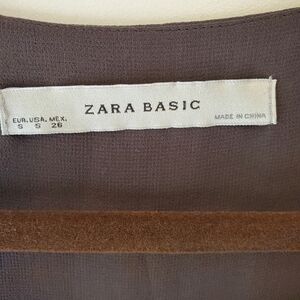 ZARA BASIC
EUR. USA. MEX.
S S 26
MADE IN CHINA